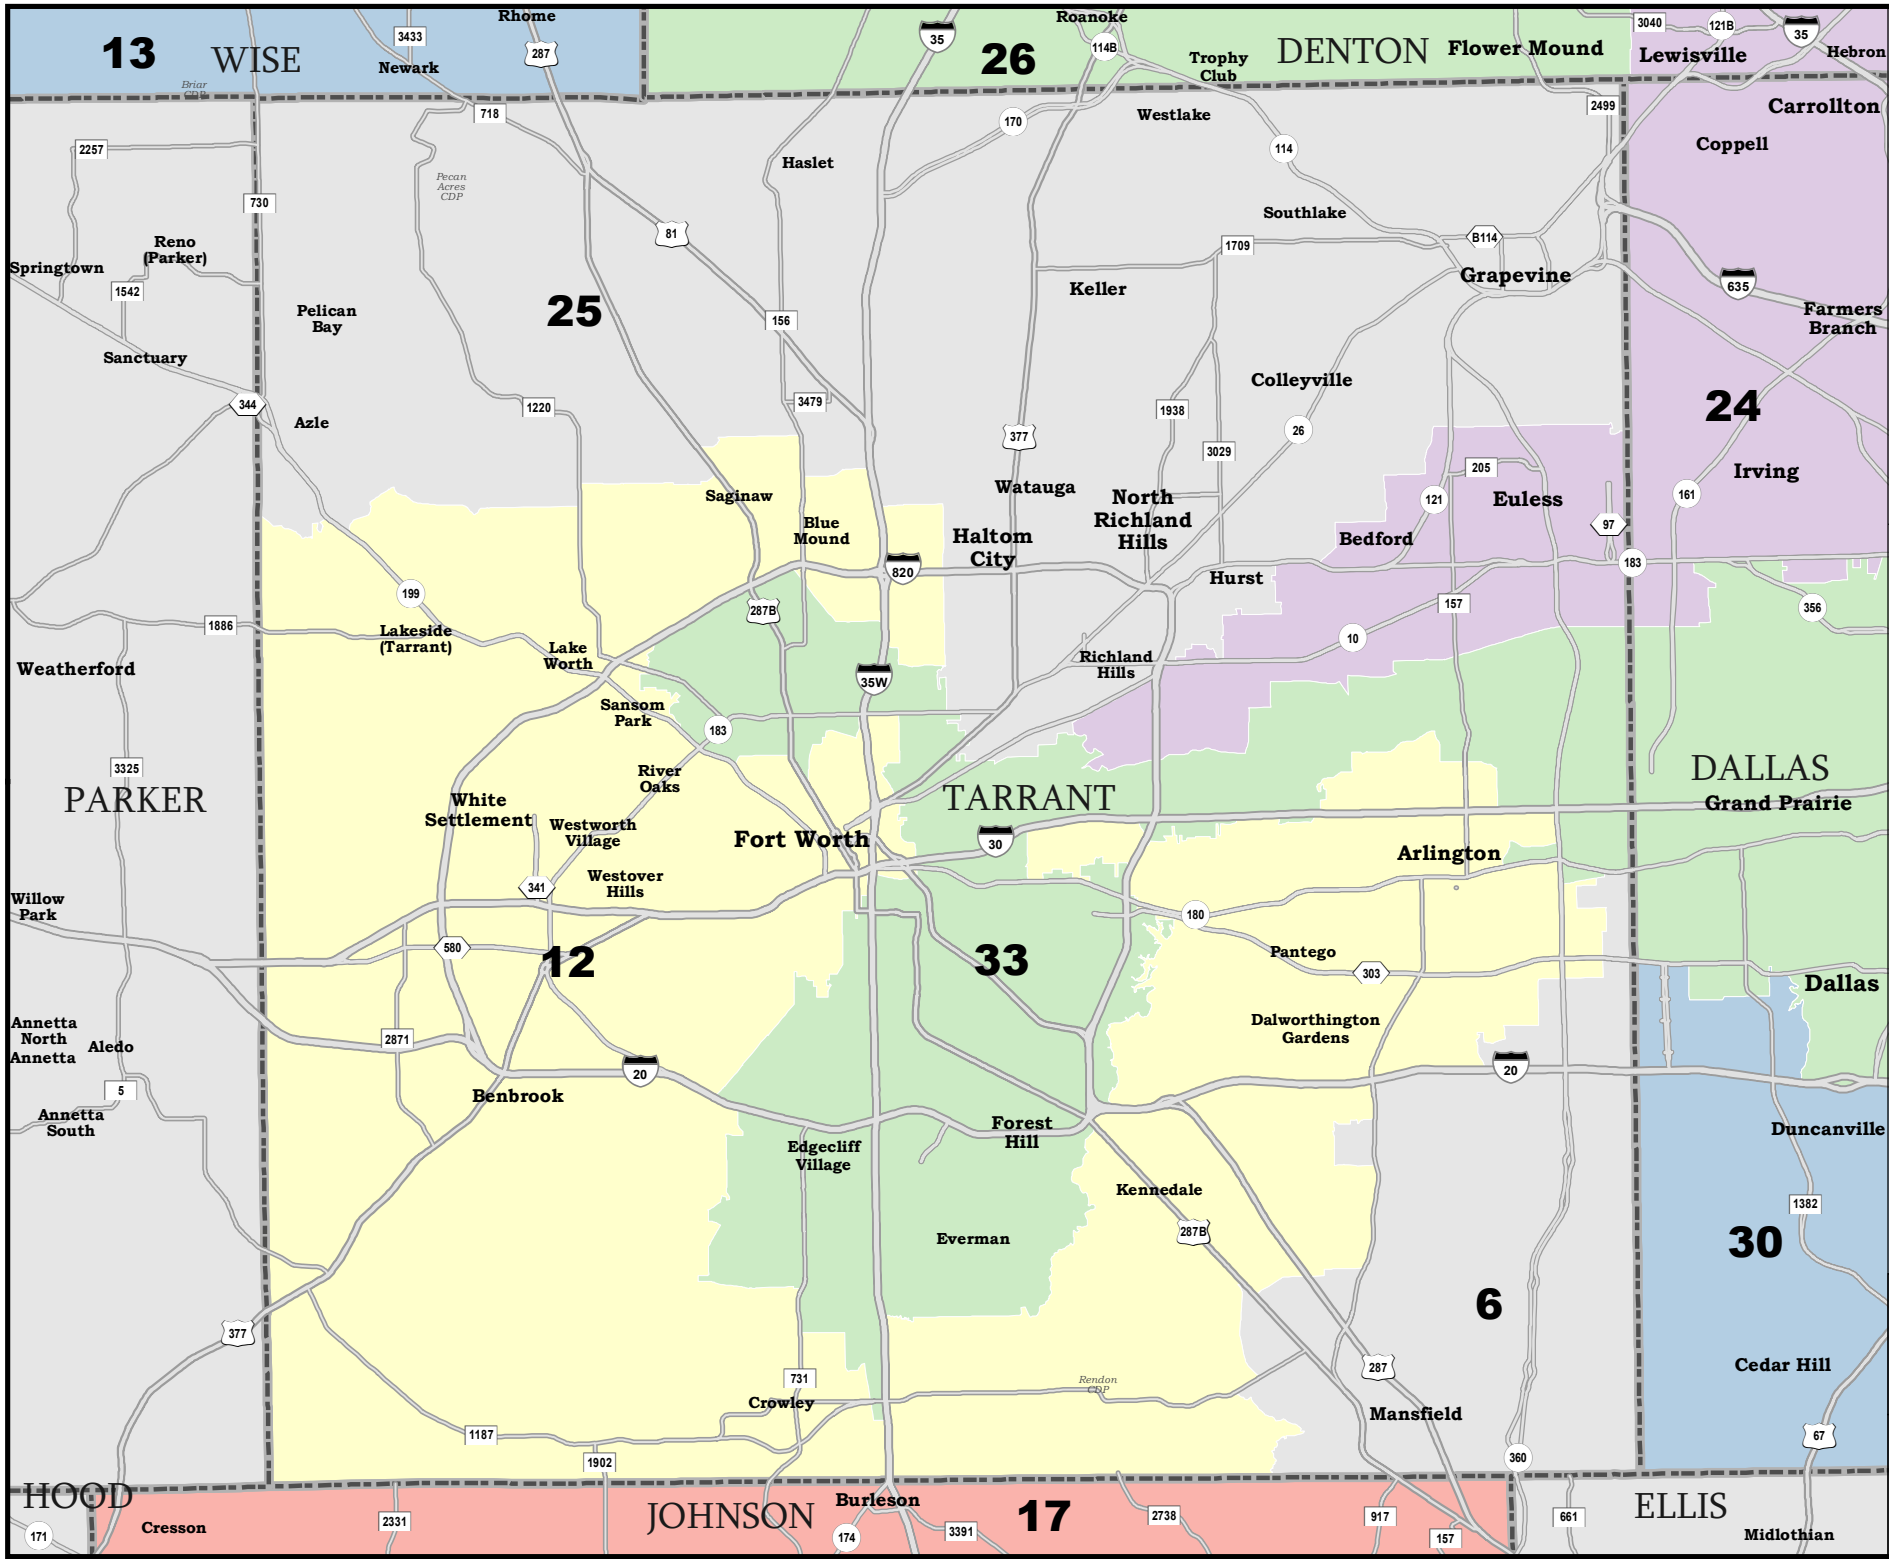 13
WISE
Briar
CDP
3433
Newark
Rhome
287
35
26
Roanoke
114B
Trophy
Club
DENTON
Flower Mound
3040
121B
35
Lewisville
Hebron
718
170
Westlake
114
2499
Carrollton
Coppell
2257
730
Pecan
Acres
CDP
Haslet
81
Southlake
1709
B114
Grapevine
635
Farmers
Branch
Springtown
Reno
(Parker)
1542
Sanctuary
Pelican
Bay
25
156
Keller
344
Azle
1220
3479
377
1938
3029
Colleyville
26
24
Irving
161
Saginaw
Blue
Mound
Watauga
North
Richland
Hills
Haltom
City
820
Hurst
Bedford
121
205
Euless
97
183
356
199
1886
Lakeside
(Tarrant)
Lake
Worth
287B
35W
157
10
Richland
Hills
Weatherford
Sansom
Park
183
River
Oaks
3325
PARKER
White
Settlement
Westworth
Village
Fort Worth
TARRANT
30
DALLAS
Grand Prairie
Arlington
Westover
Hills
341
Willow
Park
580
12
33
180
Pantego
303
Dallas
Annetta
North
Annetta
Aledo
5
Annetta
South
2871
Benbrook
20
Dalworthington
Gardens
20
Edgecliff
Village
Forest
Hill
Duncanville
Kennedale
287B
Everman
1382
30
6
377
287
Cedar Hill
731
Crowley
Rendon
CDP
Mansfield
67
1187
1902
360
HOOD
171
Cresson
2331
JOHNSON
Burleson
174
3391
17
2738
917
157
661
ELLIS
Midlothian